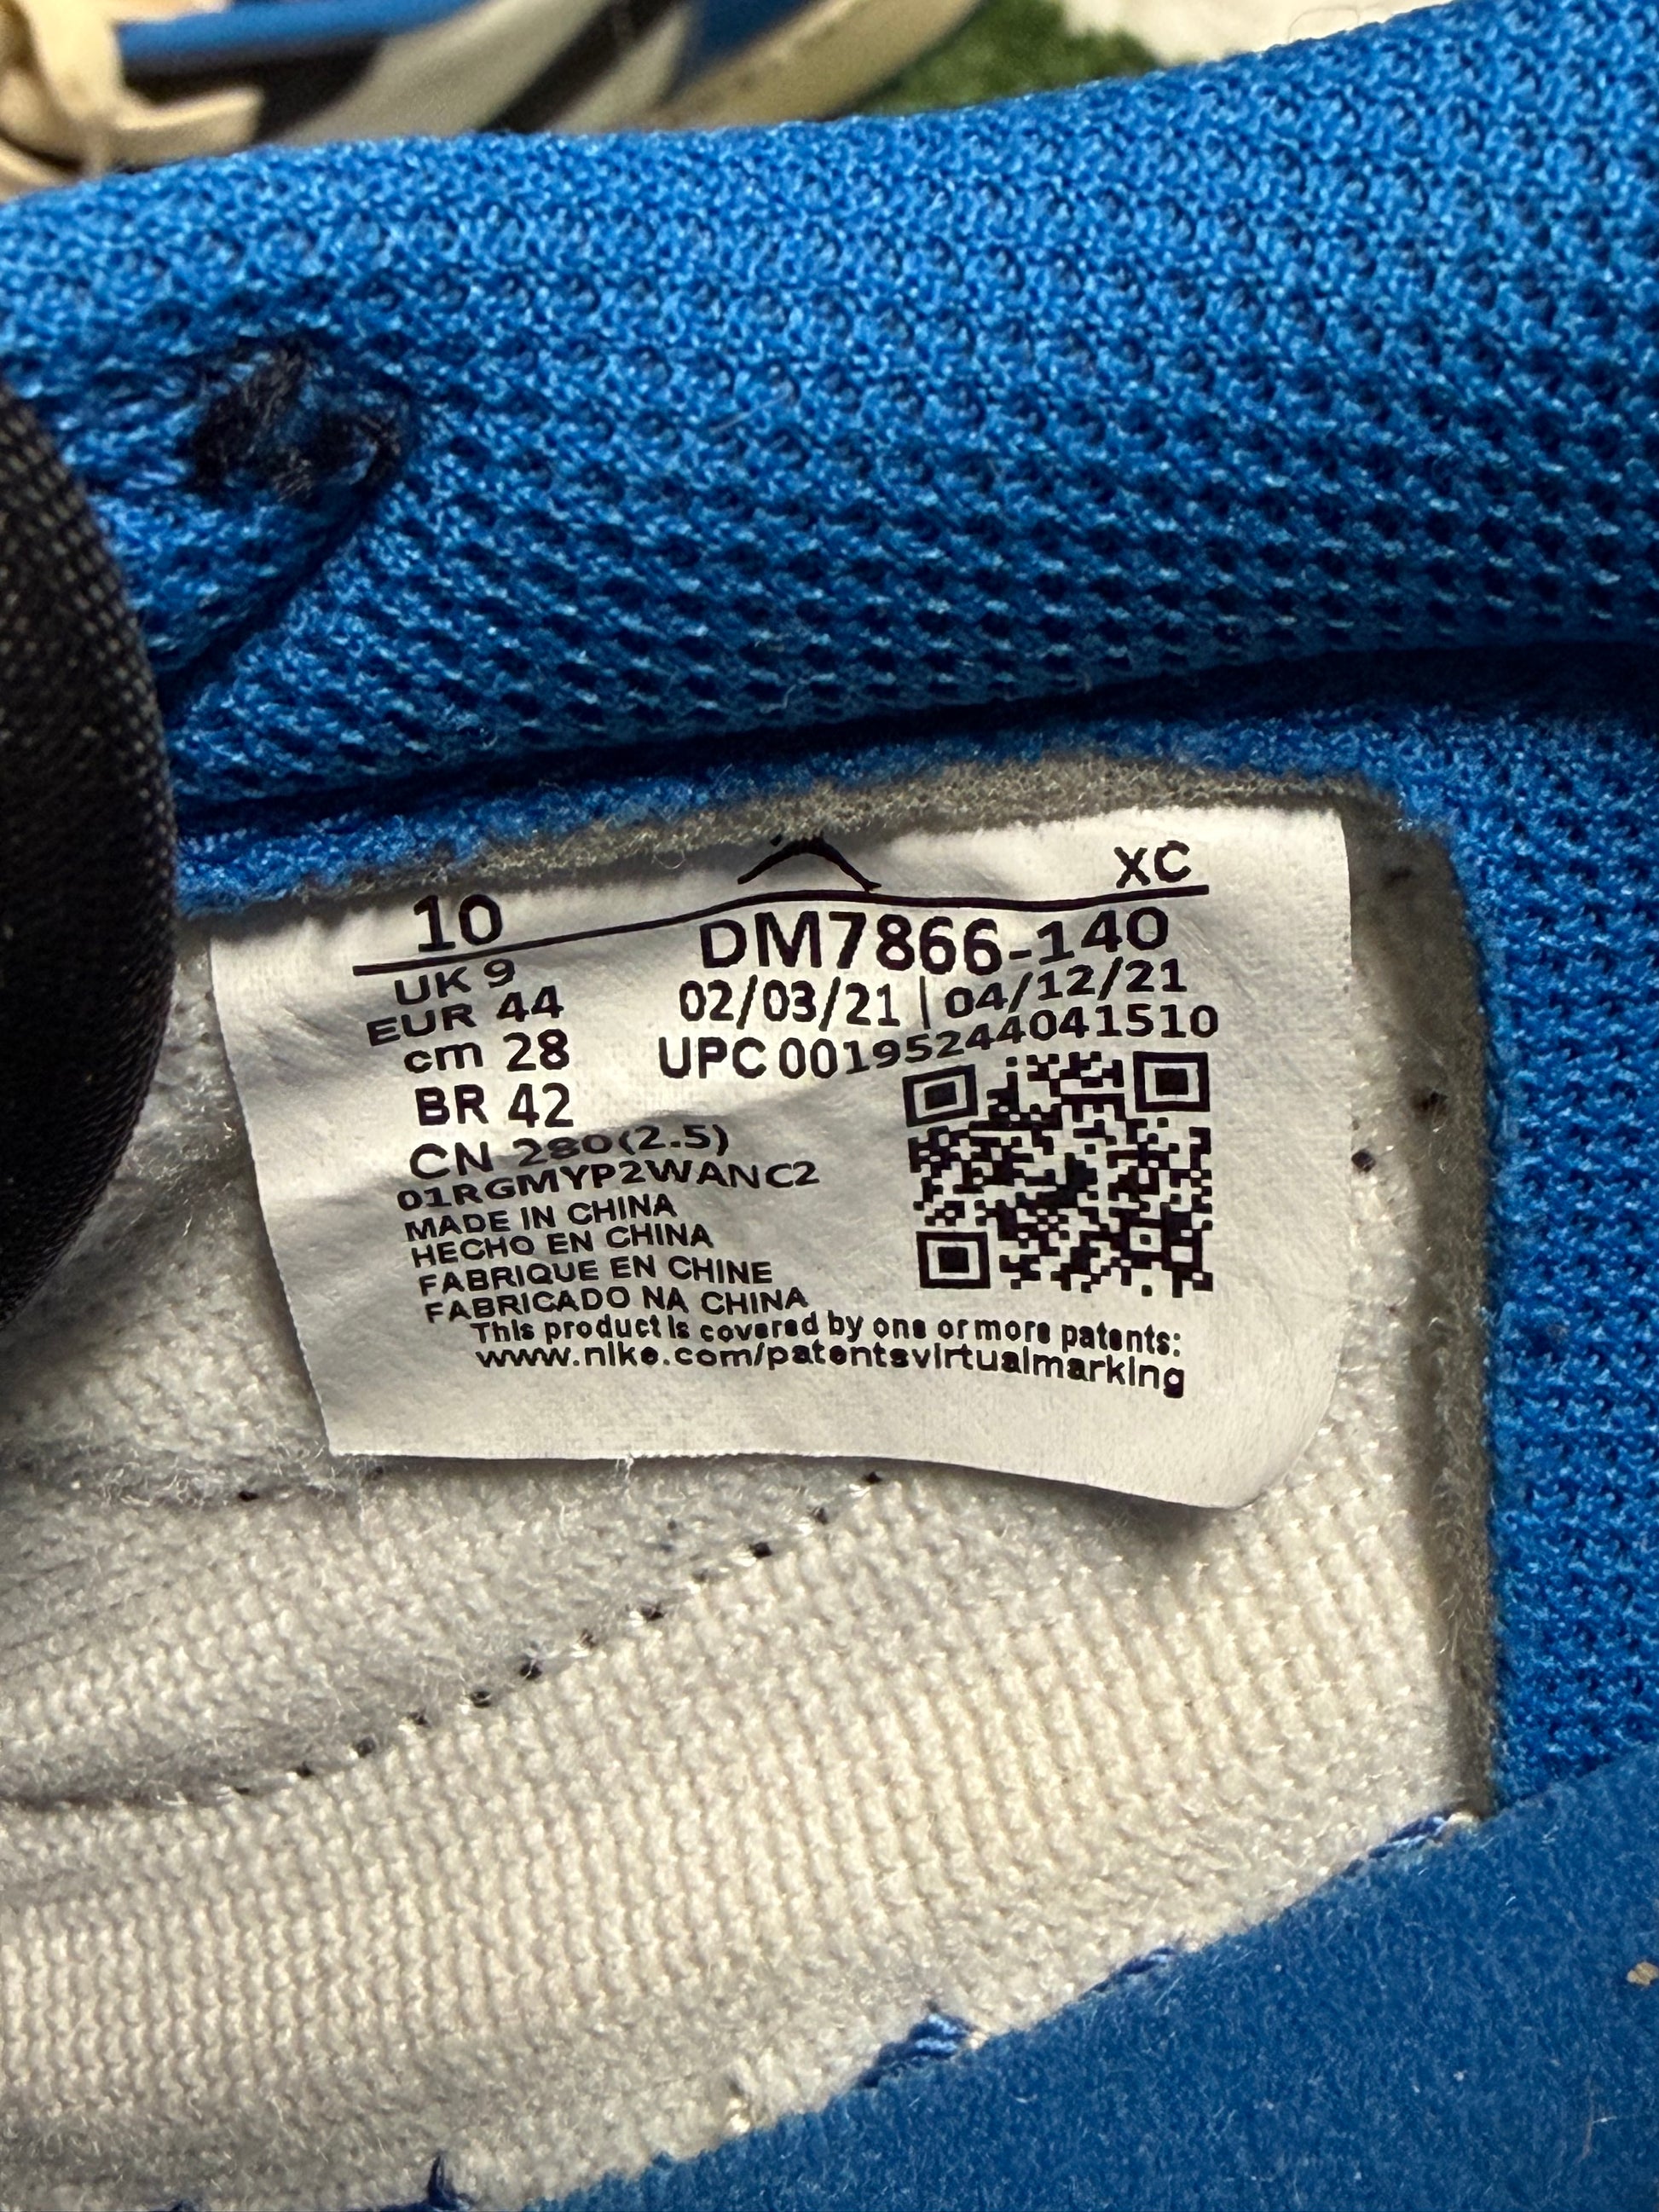 10 XC
UK 9 DM7866-140
EUR 44 02/03/21 | 04/12/21
cm 28 UPC 00195244041510
BR 42
CN 280(2.5)
01RGMYP2WANC2
MADE IN CHINA
HECHO EN CHINA
FABRIQUE EN CHINE
FABRICADO NA CHINA
This product is covered by one or more patents:
www.nike.com/patentsvirtualmarking